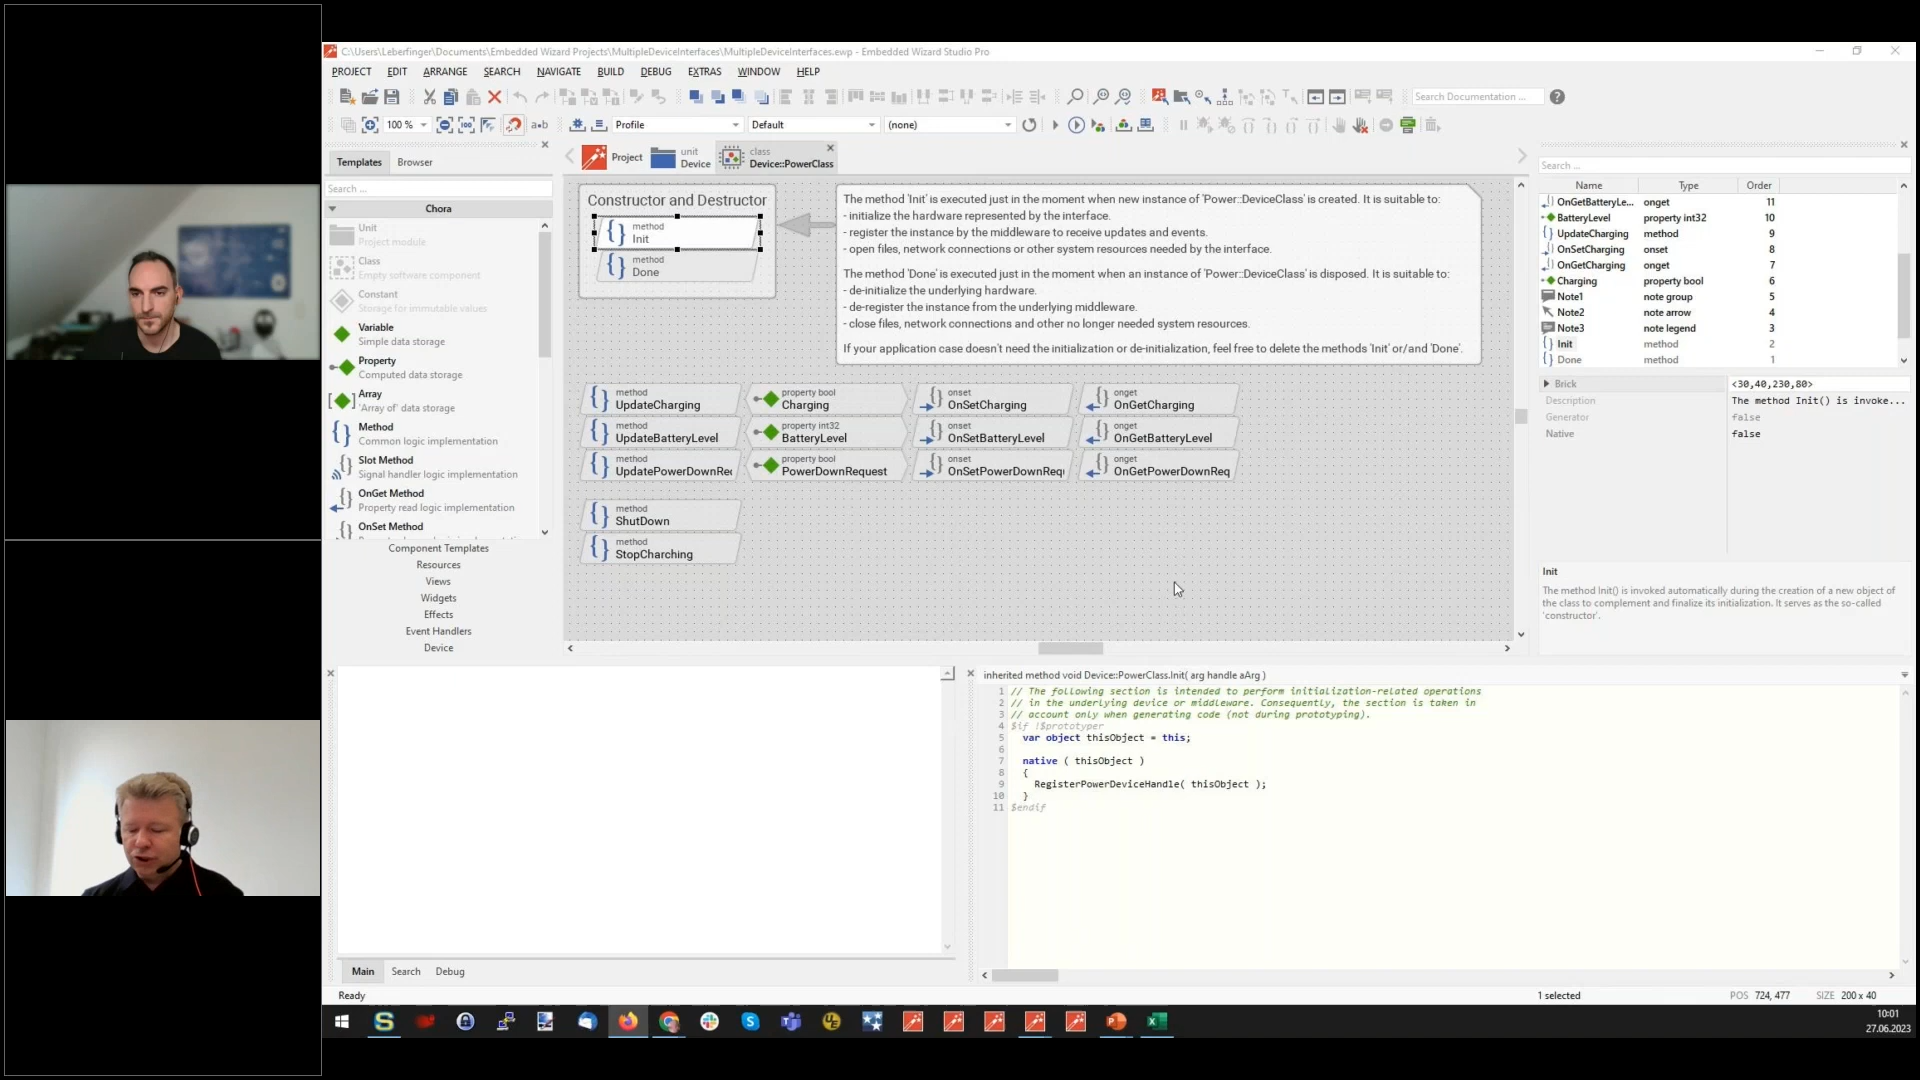 C:\Users\Leberfinger\Documents\Embedded Wizard Projects\MultipleDeviceInterfaces\MultipleDeviceInterfaces.ewp - Embedded Wizard Studio Pro
PROJECT EDIT ARRANGE SEARCH NAVIGATE BUILD DEBUG EXTRAS WINDOW HELP
Search Documentation ...
100 %
Profile
Default
(none)
Templates
Browser
Search ...
Chora
Unit
Project module
Class
Empty software component
Constant
Storage for immutable values
Variable
Simple data storage
Property
Computed data storage
Array
'Array of' data storage
Method
Common logic implementation
Slot Method
Signal handler logic implementation
OnGet Method
Property read logic implementation
OnSet Method
Component Templates
Resources
Views
Widgets
Effects
Event Handlers
Device
Project
unit
Device
class
Device::PowerClass
Constructor and Destructor
method
Init
method
Done
The method 'Init' is executed just in the moment when new instance of 'Power::DeviceClass' is created. It is suitable to:
- initialize the hardware represented by the interface.
- register the instance by the middleware to receive updates and events.
- open files, network connections or other system resources needed by the interface.
The method 'Done' is executed just in the moment when an instance of 'Power::DeviceClass' is disposed. It is suitable to:
- de-initialize the underlying hardware.
- de-register the instance from the underlying middleware.
- close files, network connections and other no longer needed system resources.
If your application case doesn't need the initialization or de-initialization, feel free to delete the methods 'Init' or/and 'Done'.
method
UpdateCharging
property bool
Charging
onset
OnSetCharging
onget
OnGetCharging
method
UpdateBatteryLevel
property int32
BatteryLevel
onset
OnSetBatteryLevel
onget
OnGetBatteryLevel
method
UpdatePowerDownRec
property bool
PowerDownRequest
onset
OnSetPowerDownRequ
onget
OnGetPowerDownReq
method
ShutDown
method
StopCharching
Search ...
Name Type Order
OnGetBatteryLe... onget 11
BatteryLevel property int32 10
UpdateCharging method 9
OnSetCharging onset 8
OnGetCharging onget 7
Charging property bool 6
Note1 note group 5
Note2 note arrow 4
Note3 note legend 3
Init method 2
Done method 1
Brick <30,40,230,80>
Description The method Init() is invoke...
Generator false
Native false
Init
The method Init() is invoked automatically during the creation of a new object of
the class to complement and finalize its initialization. It serves as the so-called
'constructor'.
inherited method void Device::PowerClass.Init( arg handle aArg )
1 // The following section is intended to perform initialization-related operations
2 // in the underlying device or middleware. Consequently, the section is taken in
3 // account only when generating code (not during prototyping).
4 $if !$prototyper
5 var object thisObject = this;
6
7 native ( thisObject )
8 {
9 RegisterPowerDeviceHandle( thisObject );
10 }
11 $endif
Main Search Debug
Ready
1 selected
POS 724, 477
SIZE 200 x 40
10:01
27.06.2023